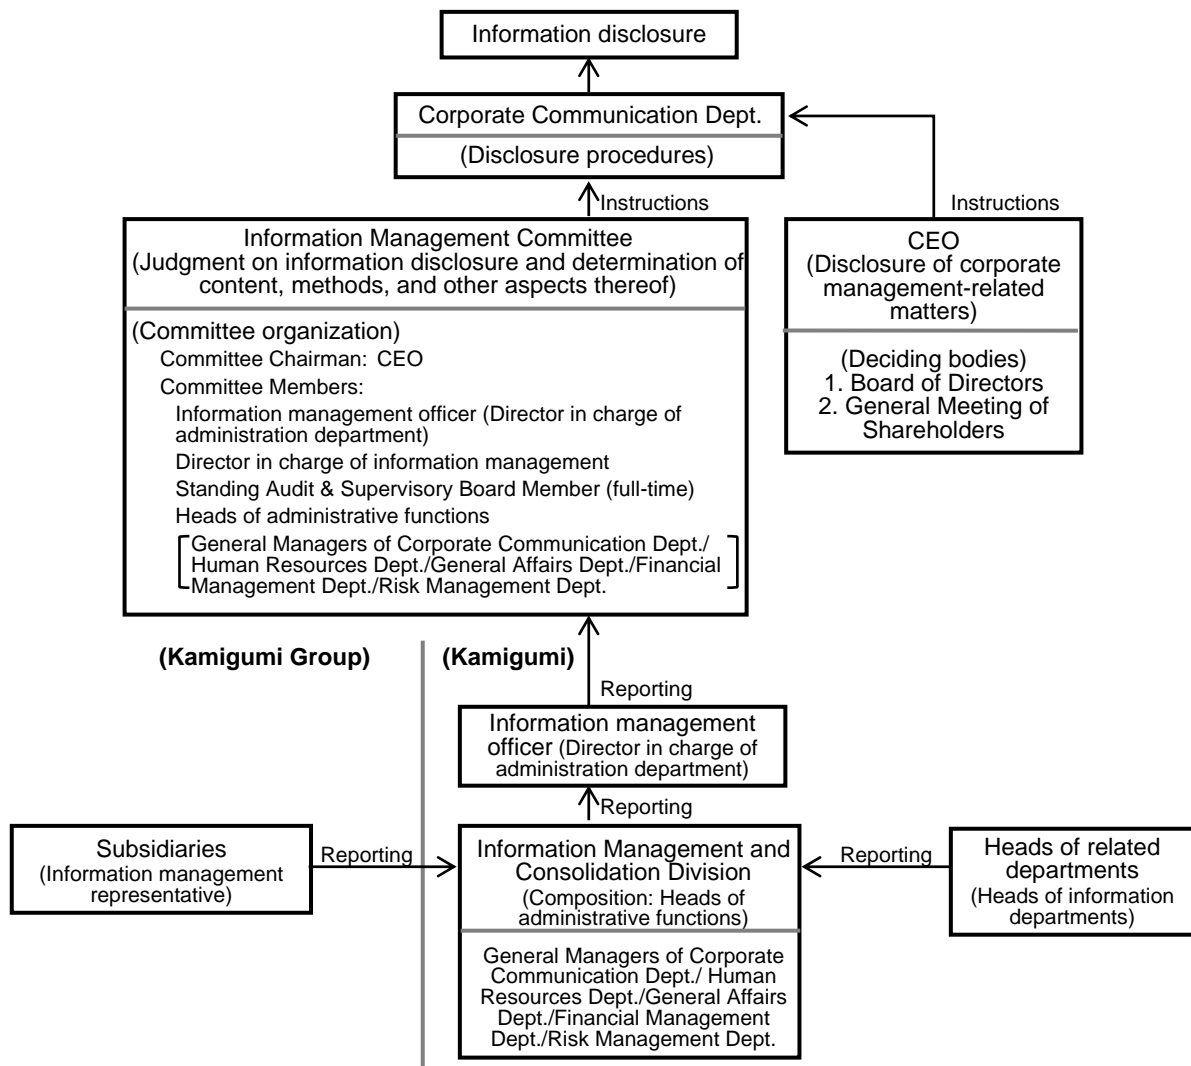 Information disclosure
Corporate Communication Dept.
(Disclosure procedures)
Instructions
Instructions
Information Management Committee
(Judgment on information disclosure and determination of
content, methods, and other aspects thereof)
(Committee organization)
Committee Chairman: CEO
Committee Members:
Information management officer (Director in charge of
administration department)
Director in charge of information management
Standing Audit & Supervisory Board Member (full-time)
Heads of administrative functions
General Managers of Corporate Communication Dept./
Human Resources Dept./General Affairs Dept./Financial
Management Dept./Risk Management Dept.
CEO
(Disclosure of corporate
management-related
matters)
(Deciding bodies)
1. Board of Directors
2. General Meeting of
Shareholders
(Kamigumi Group)
(Kamigumi)
Reporting
Information management
officer (Director in charge of
administration department)
Reporting
Subsidiaries
(Information management
representative)
Reporting
Information Management and
Consolidation Division
(Composition: Heads of
administrative functions)
General Managers of Corporate
Communication Dept./ Human
Resources Dept./General Affairs
Dept./Financial Management
Dept./Risk Management Dept.
Reporting
Heads of related
departments
(Heads of information
departments)